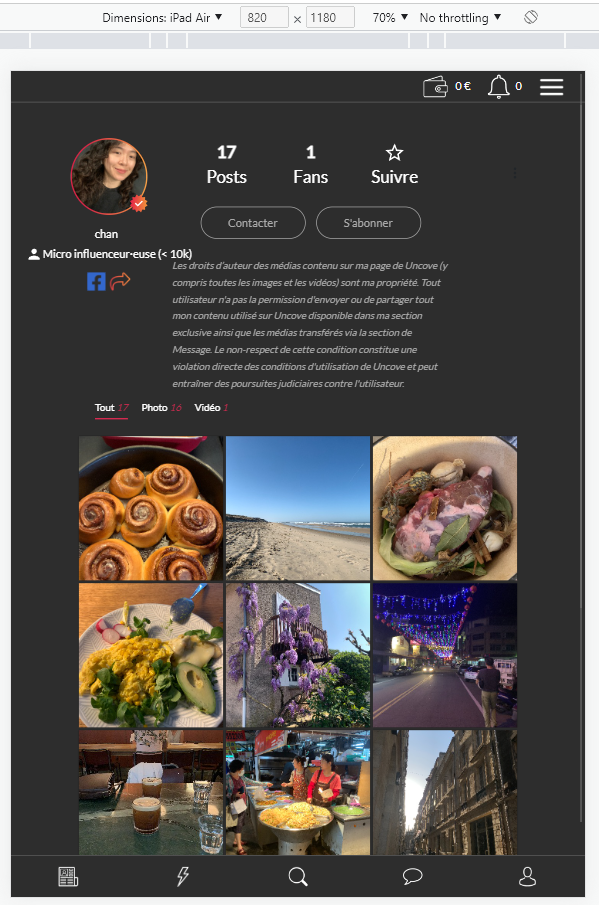 Dimensions: iPad Air ▼ 820 × 1180 70% ▼ No throttling ▼
0 € 0
17 1
Posts Fans Suivre
Contacter S'abonner
chan
Micro influenceur·euse (< 10k)
Les droits d'auteur des médias contenu sur ma page de Uncove (y
compris toutes les images et les vidéos) sont ma propriété. Tout
utilisateur n'a pas la permission d'envoyer ou de partager tout
mon contenu utilisé sur Uncove disponible dans ma section
exclusive ainsi que les médias transférés via la section de
Message. Le non-respect de cette condition constitue une
violation directe des conditions d'utilisation de Uncove et peut
entraîner des poursuites judiciaires contre l'utilisateur.
Tout 17 Photo 16 Vidéo 1